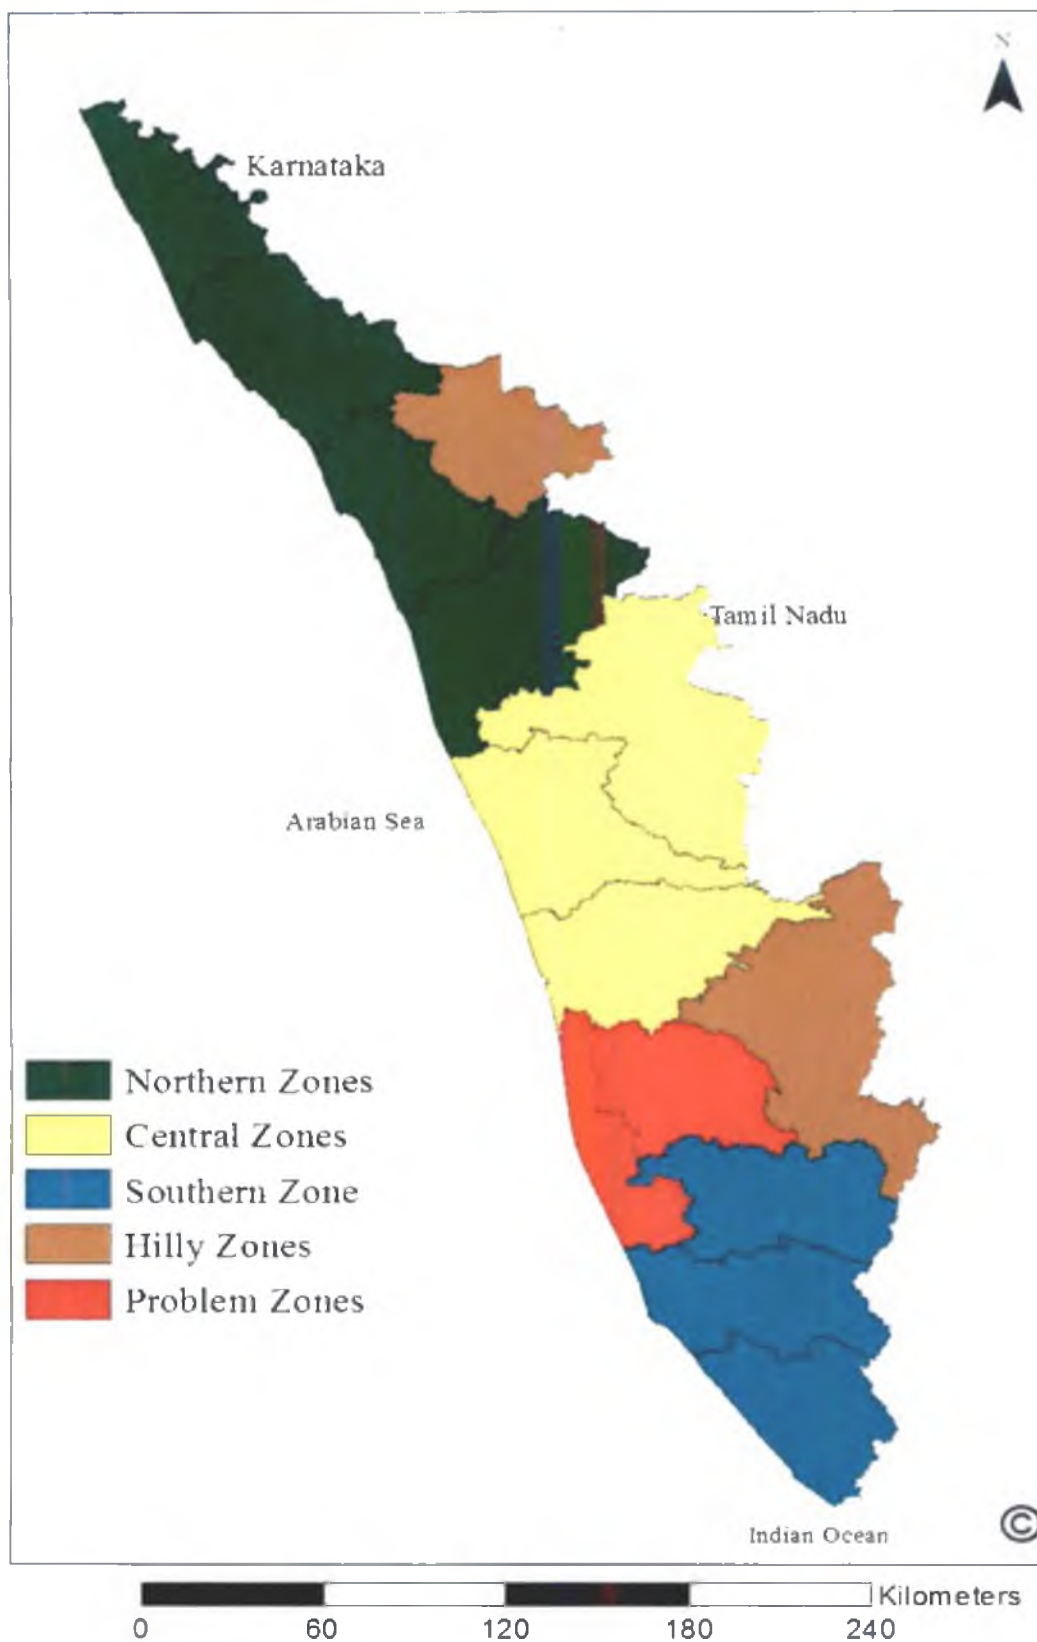 N
Karnataka
Tamil Nadu
Arabian Sea
Northern Zones
Central Zones
Southern Zone
Hilly Zones
Problem Zones
©
Indian Ocean
Kilometers
0 60 120 180 240